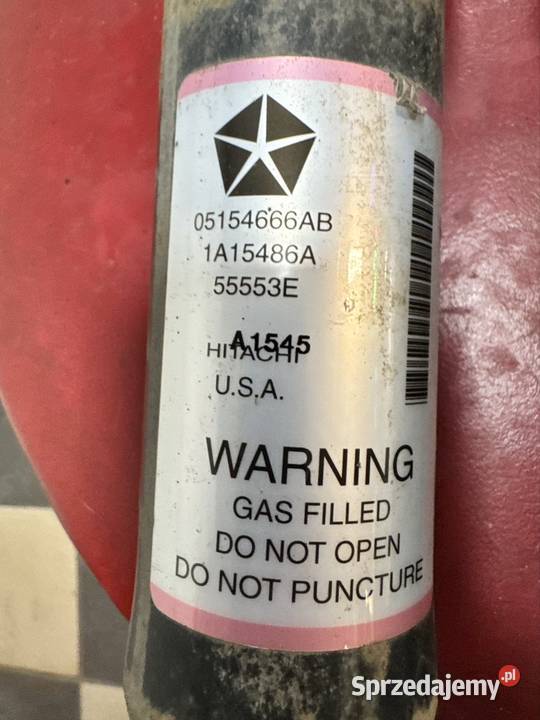 05154666AB
1A15486A
55553E
A1545
HITACHI
U.S.A.
WARNING
GAS FILLED
DO NOT OPEN
DO NOT PUNCTURE
Sprzedajemy.pl